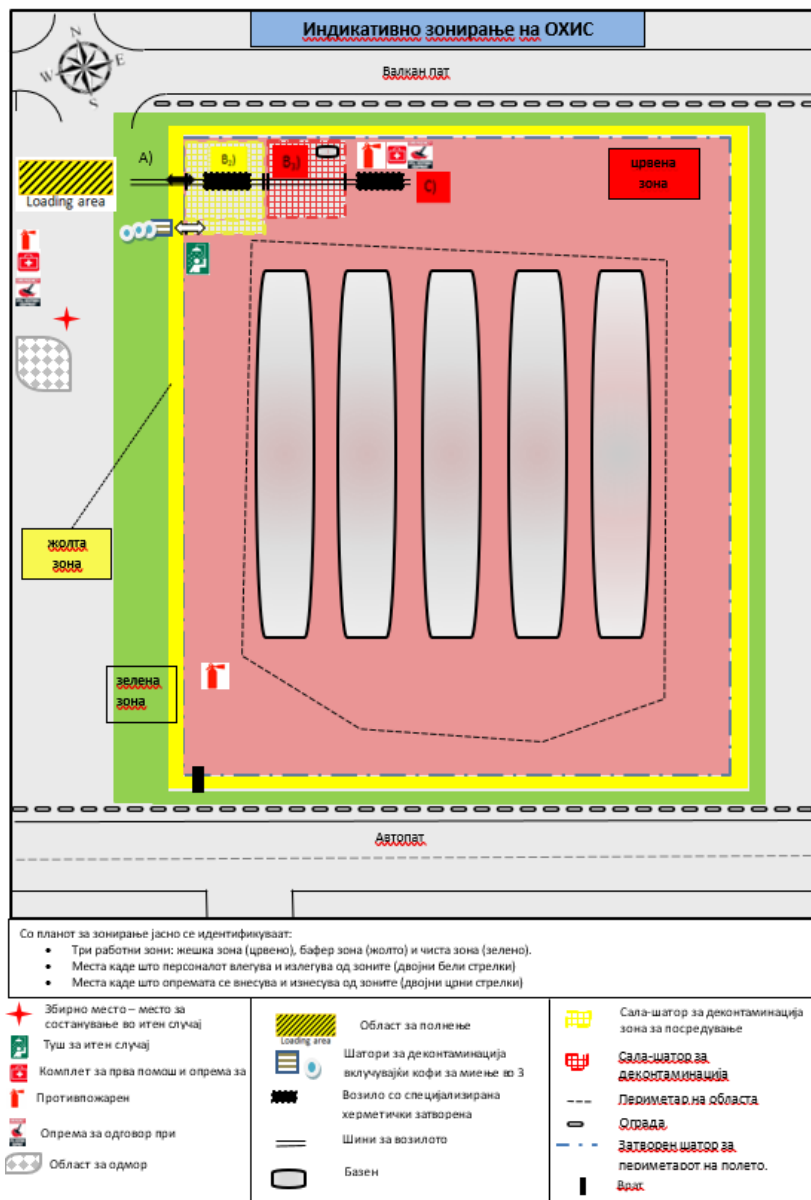 Индикативно зонирање на ОХИС
N
W
E
S
Валкан пат
A)
B₂)
B₁)
C)
црвена
зона
Loading area
жолта
зона
зелена
зона
Автопат
Со планот за зонирање јасно се идентификуваат:
• Три работни зони: жешка зона (црвено), бафер зона (жолто) и чиста зона (зелено).
• Места каде што персоналот влегува и излегува од зоните (двојни бели стрелки)
• Места каде што опремата се внесува и изнесува од зоните (двојни црни стрелки)
Збирно место – место за
состанување во итен случај
Туш за итен случај
Комплет за прва помош и опрема за
Противпожарен
Опрема за одговор при
Област за одмор
Loading area
Област за полнење
Шатори за деконтаминација
вклучувајќи кофи за миење во 3
Возило со специјализирана
херметички затворена
Шини за возилото
Базен
Сала-шатор за деконтаминација
зона за посредување
Сала-шатор за
деконтаминација
Периметар на областа
Ограда
Затворен шатор за
периметарот на полето.
Врат